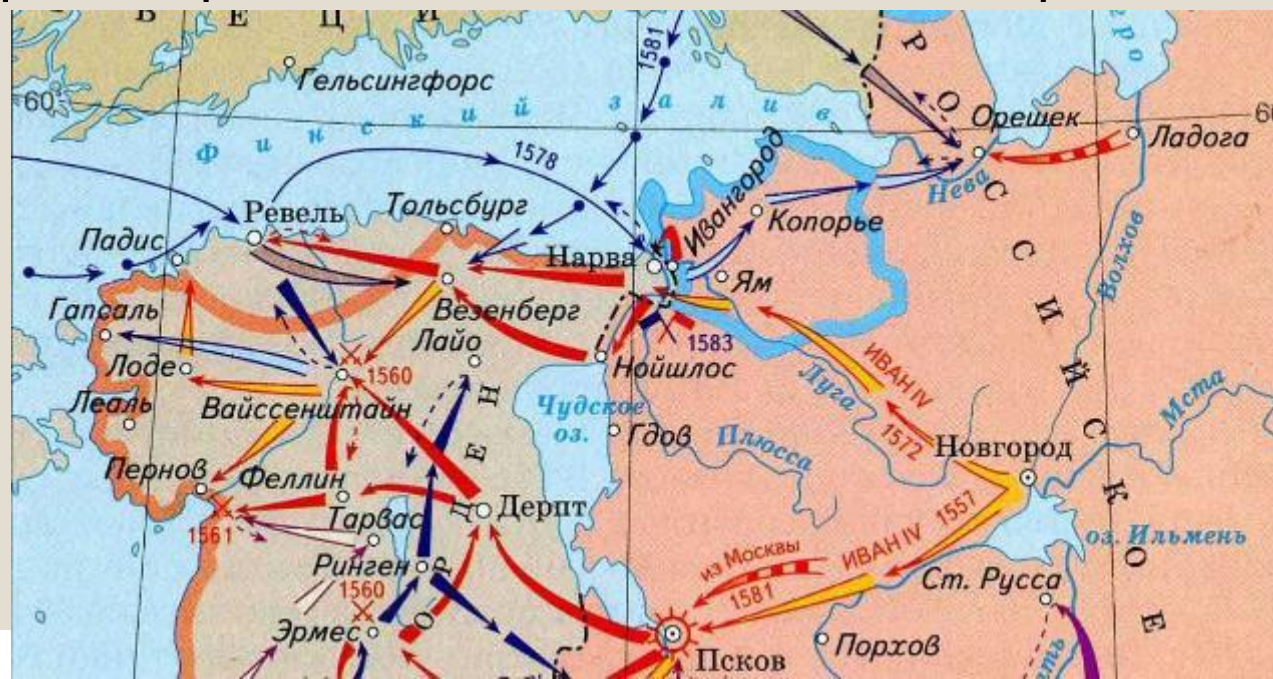 В Е Ц И
Гельсингфорс
60°
1581
Финский залив
РОССИЙСКОЕ
Орешек
Ладога
60
Нева
Волхов
1578
Ревель
Тольсбург
Ивангород
Копорье
Падис
Нарва
Ям
Гапсаль
Везенберг
Лайо
1583
Нойшлос
ИВАН IV
1572
Лоде
1560
Луга
Мста
Леаль
Вайссенштайн
Чудское
оз.
Гдов
Плюсса
Новгород
Пернов
Феллин
ОРДЕН
Дерпт
1561
Тарвас
1557
ИВАН IV
оз. Ильмень
из Москвы
1581
Ст. Русса
Ринген
1560
Эрмес
Псков
Порхов